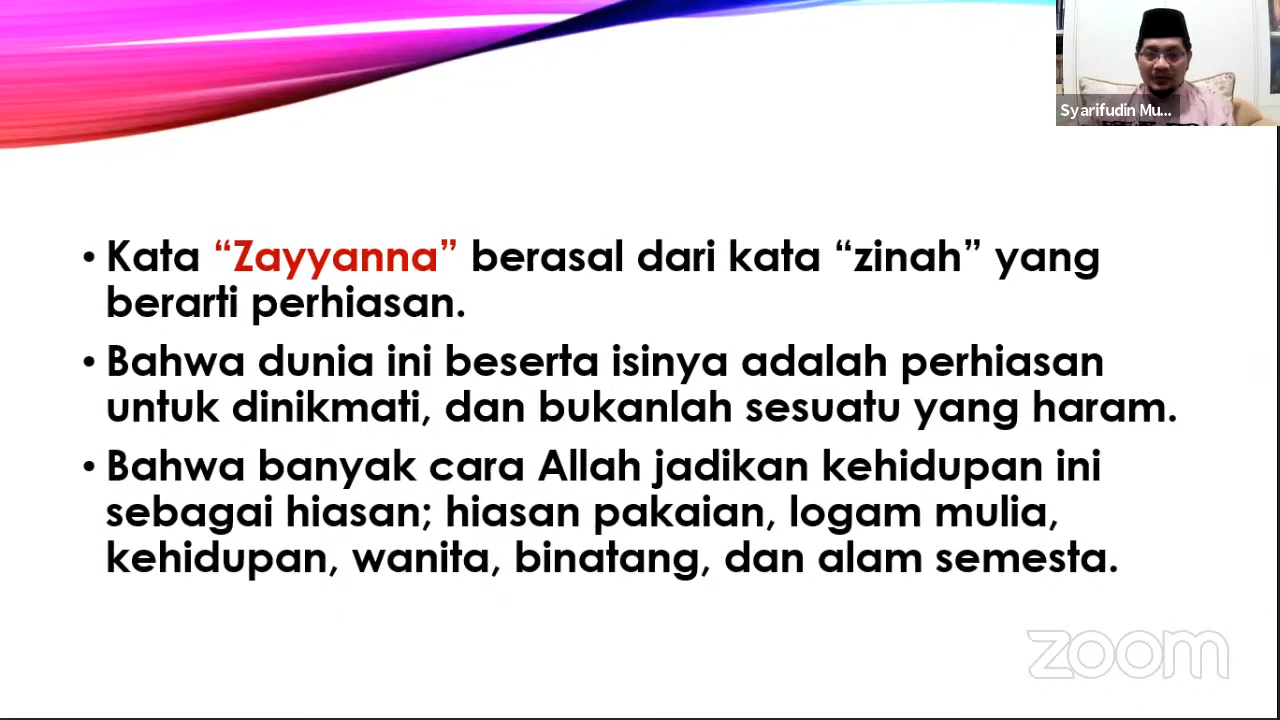 Syarifudin Mu...
• Kata “Zayyanna” berasal dari kata “zinah” yang
berarti perhiasan.
• Bahwa dunia ini beserta isinya adalah perhiasan
untuk dinikmati, dan bukanlah sesuatu yang haram.
• Bahwa banyak cara Allah jadikan kehidupan ini
sebagai hiasan; hiasan pakaian, logam mulia,
kehidupan, wanita, binatang, dan alam semesta.
zoom